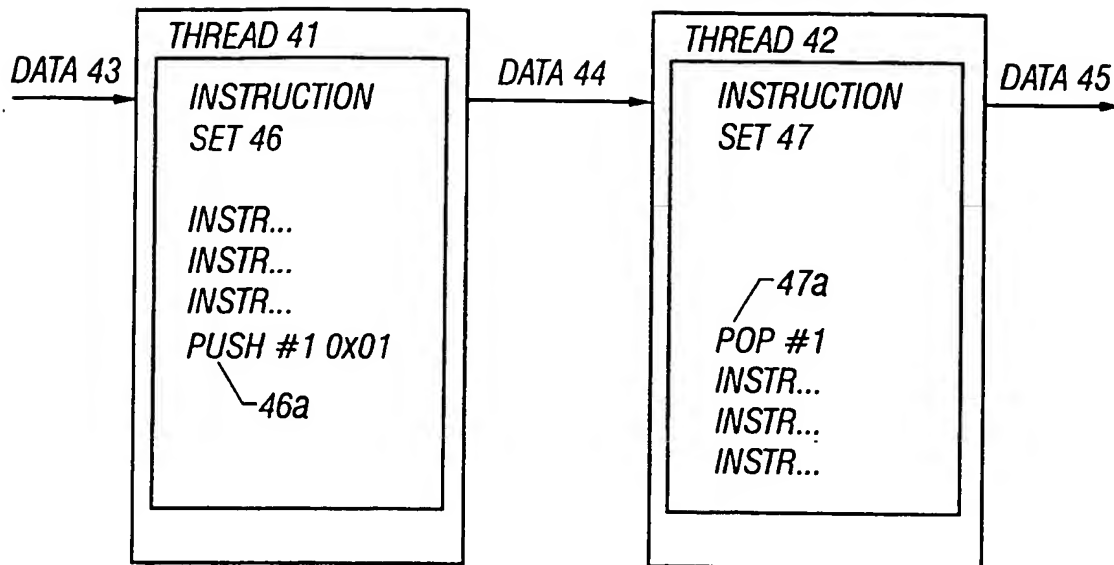 DATA 43
THREAD 41
INSTRUCTION
SET 46
INSTR...
INSTR...
INSTR...
PUSH #1 0x01
46a
DATA 44
THREAD 42
INSTRUCTION
SET 47
47a
POP #1
INSTR...
INSTR...
INSTR...
DATA 45